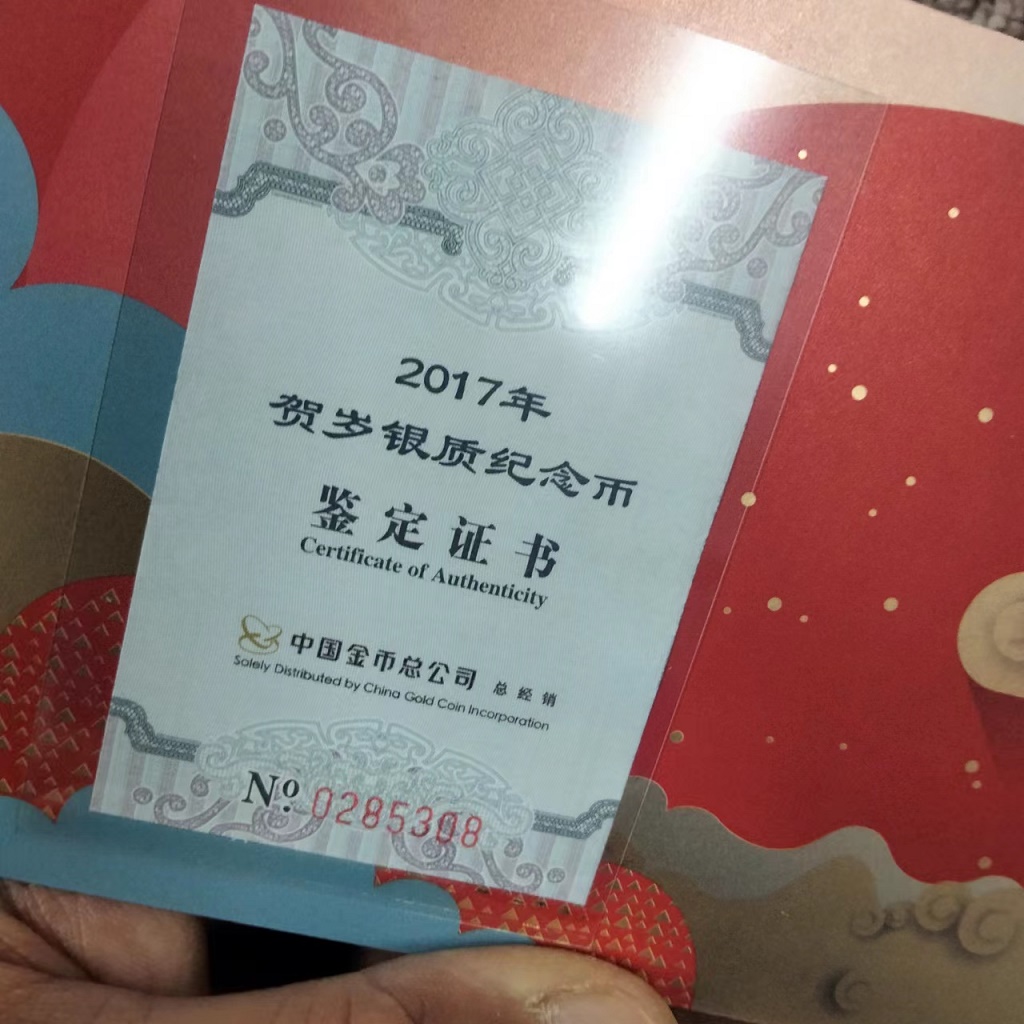 2017年
贺岁银质纪念币
鉴定证书
Certificate of Authenticity
中国金币总公司 总经销
Solely Distributed by China Gold Coin Incorporation
Nº 0285308